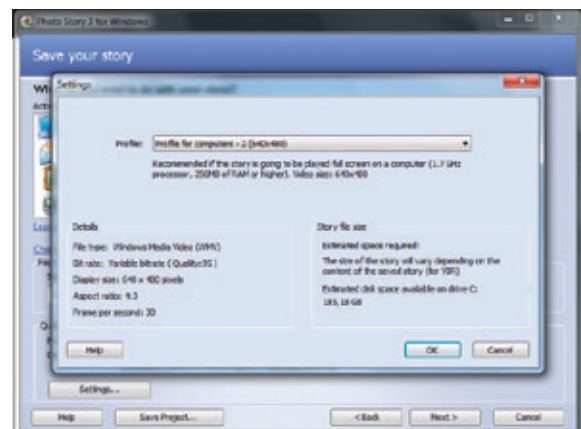 Photo Story 3 for Windows
Save your story
Wh
Settings
Acti
Profile: Profile for computers - 2 (640x480)
Recommended if the story is going to be played full screen on a computer (1.7 GHz
processor, 256MB of RAM or higher). Video size: 640x480
Details
File type: Windows Media Video (WMV)
Bit rate: Variable bitrate ( Quality:95 )
Display size: 640 x 480 pixels
Aspect ratio: 4:3
Frame per second: 30
Story file size
Estimated space required:
The size of the story will vary depending on the
content of the saved story (for VBR)
Estimated disk space available on drive C:
Help OK Cancel
Settings...
Help Save Project... < Back Next > Cancel